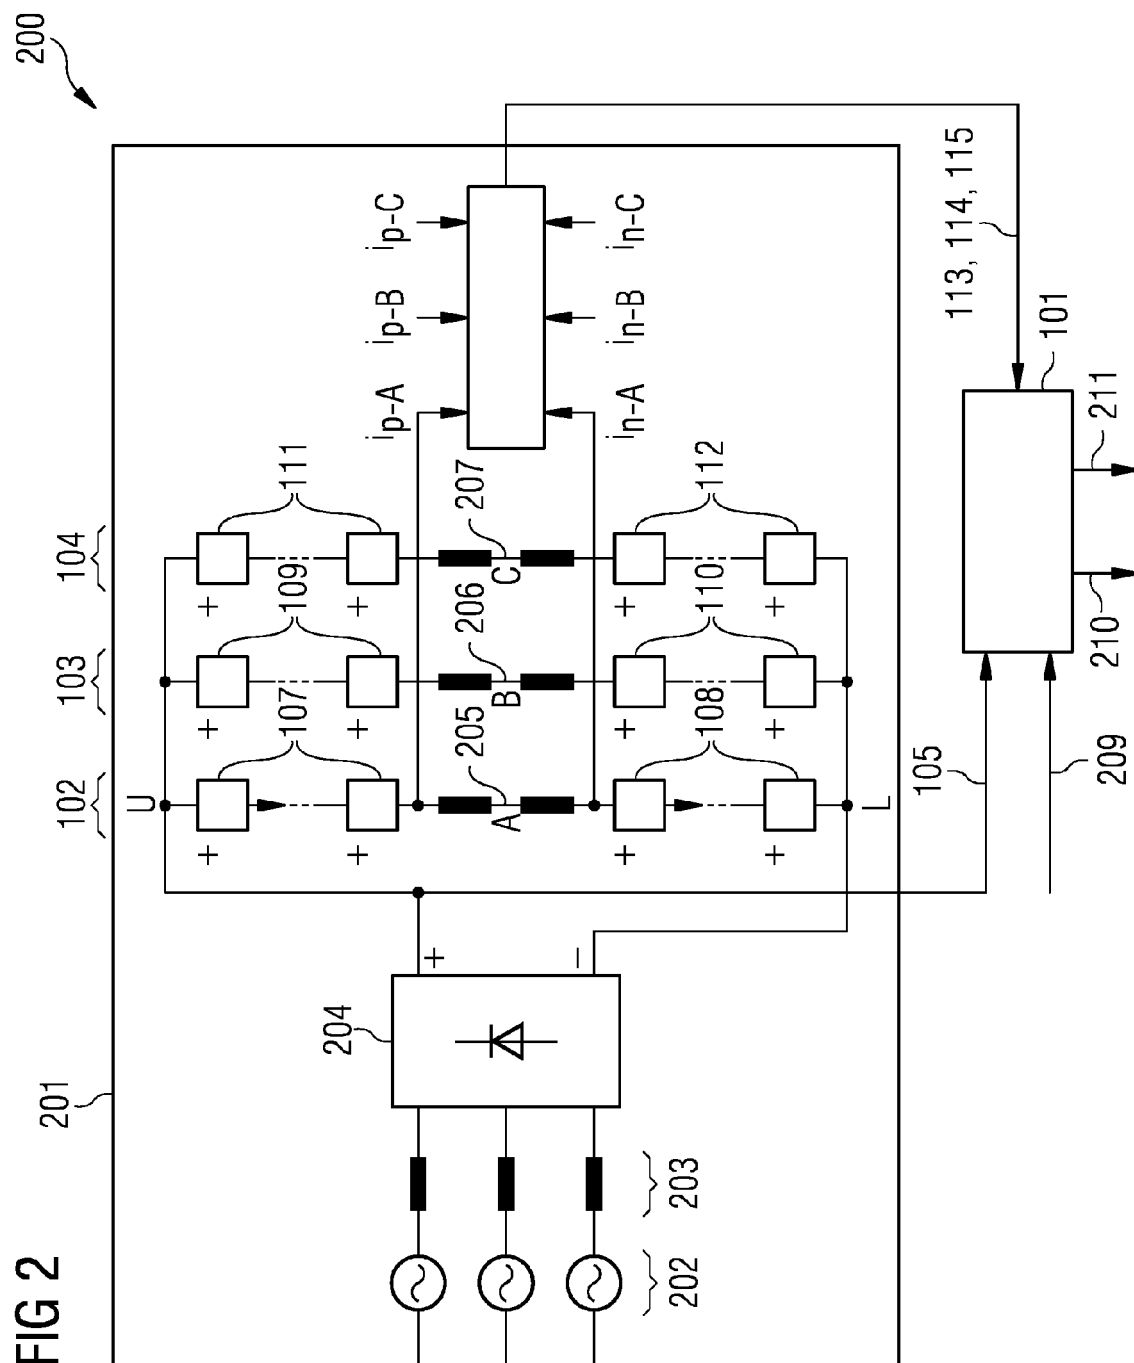 FIG 2
200
201
202
203
204
+
−
U
L
102
103
104
107
109
111
+
+
+
+
+
+
205
206
207
A
B
C
108
110
112
+
+
+
+
+
+
ip-A
ip-B
ip-C
in-A
in-B
in-C
113, 114, 115
101
105
209
210
211